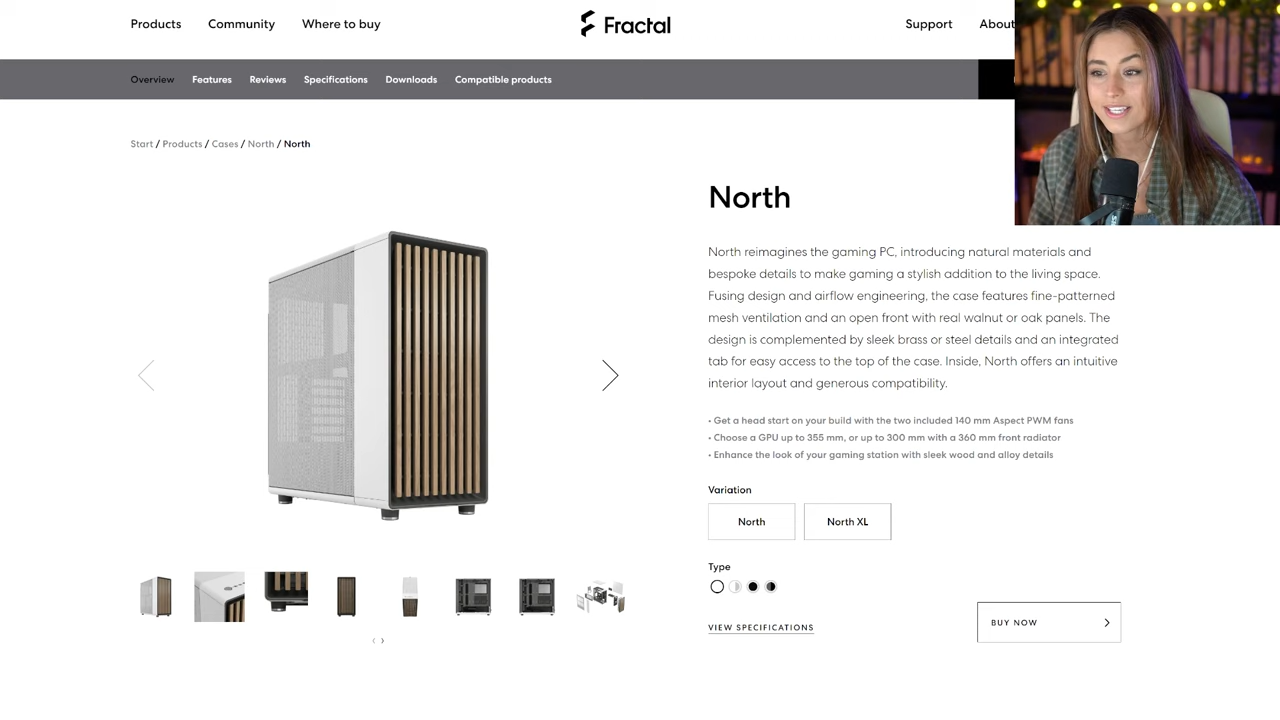 Products
Community
Where to buy
Fractal
Support
About
Overview
Features
Reviews
Specifications
Downloads
Compatible products
Start / Products / Cases / North / North
North
North reimagines the gaming PC, introducing natural materials and
bespoke details to make gaming a stylish addition to the living space.
Fusing design and airflow engineering, the case features fine-patterned
mesh ventilation and an open front with real walnut or oak panels. The
design is complemented by sleek brass or steel details and an integrated
tab for easy access to the top of the case. Inside, North offers an intuitive
interior layout and generous compatibility.
• Get a head start on your build with the two included 140 mm Aspect PWM fans
• Choose a GPU up to 355 mm, or up to 300 mm with a 360 mm front radiator
• Enhance the look of your gaming station with sleek wood and alloy details
Variation
North
North XL
Type
VIEW SPECIFICATIONS
BUY NOW